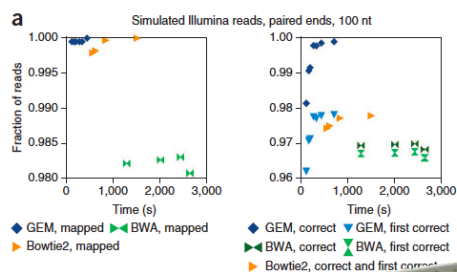 a
Simulated Illumina reads, paired ends, 100 nt
Fraction of reads
1.000
0.995
0.990
0.985
0.980
0 1,000 2,000 3,000
Time (s)
GEM, mapped BWA, mapped
Bowtie2, mapped
1.00
0.99
0.98
0.97
0.96
0 1,000 2,000 3,000
Time (s)
GEM, correct GEM, first correct
BWA, correct BWA, first correct
Bowtie2, correct and first correct